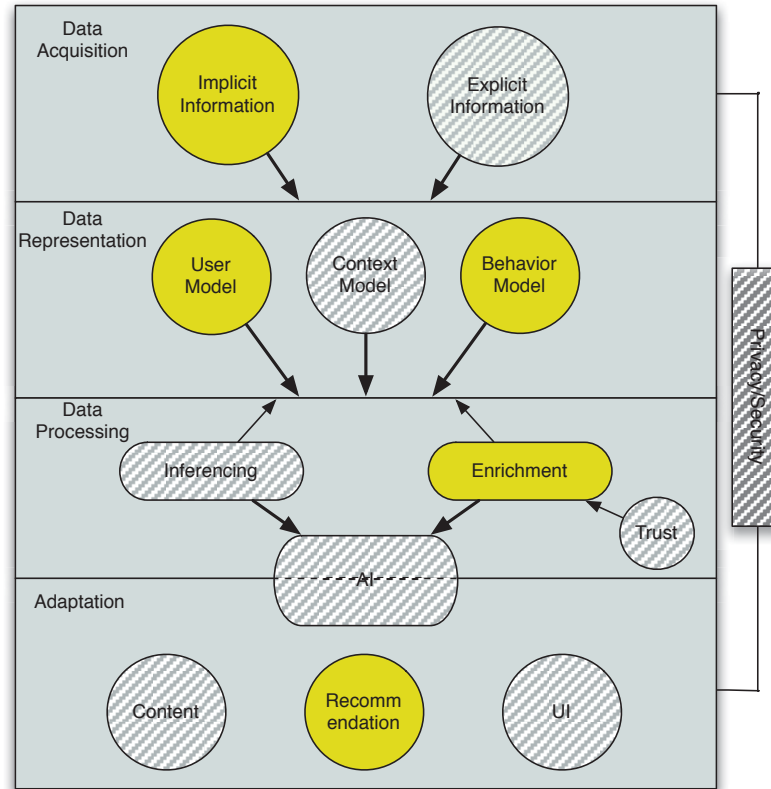 Data
Acquisition
Implicit
Information
Explicit
Information
Data
Representation
User
Model
Context
Model
Behavior
Model
Privacy/Security
Data
Processing
Inferencing
Enrichment
Trust
AI
Adaptation
Content
Recomm
endation
UI